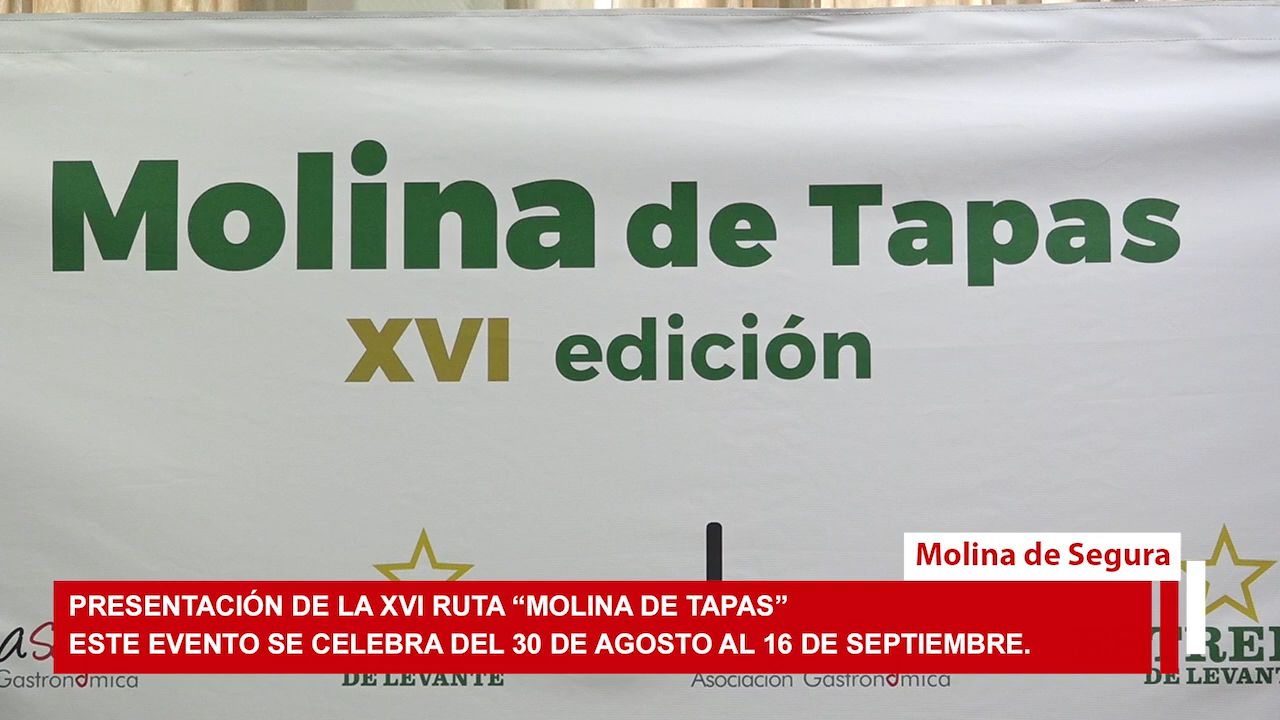 Molina de Tapas
XVI edición
Molina de Segura
PRESENTACIÓN DE LA XVI RUTA “MOLINA DE TAPAS”
ESTE EVENTO SE CELEBRA DEL 30 DE AGOSTO AL 16 DE SEPTIEMBRE.
Gastronómica
DE LEVANTE
Asociación Gastronómica
DE LEVANTE